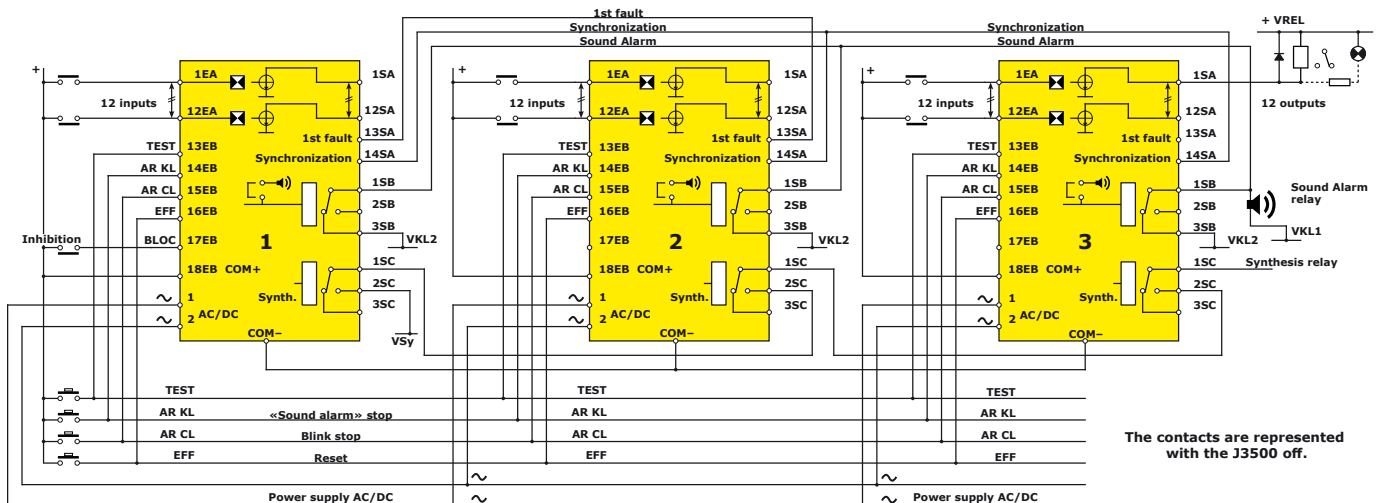 1st fault
Synchronization
Sound Alarm
Synchronization
Sound Alarm
+ VREL
+
12 inputs
1EA
12EA
1SA
12SA
1st fault
13SA
Synchronization
14SA
TEST
13EB
AR KL
14EB
AR CL
15EB
EFF
16EB
Inhibition
BLOC
17EB
18EB COM+
1
1SB
2SB
3SB
VKL2
1SC
2SC
3SC
Synth.
1
2
AC/DC
COM–
VSy
+
12 inputs
1EA
12EA
1SA
12SA
1st fault
13SA
Synchronization
14SA
TEST
13EB
AR KL
14EB
AR CL
15EB
EFF
16EB
17EB
18EB COM+
2
1SB
2SB
3SB
VKL2
1SC
2SC
3SC
Synth.
1
2
AC/DC
COM–
+
12 inputs
1EA
12EA
1SA
12SA
12 outputs
1st fault
13SA
Synchronization
14SA
TEST
13EB
AR KL
14EB
AR CL
15EB
EFF
16EB
17EB
18EB COM+
3
1SB
2SB
3SB
VKL2
Sound Alarm
relay
VKL1
1SC
Synthesis relay
2SC
3SC
Synth.
1
2
AC/DC
COM–
TEST
TEST
TEST
AR KL
«Sound alarm» stop
AR KL
AR KL
AR CL
Blink stop
AR CL
AR CL
EFF
Reset
EFF
EFF
Power supply AC/DC
Power supply AC/DC
The contacts are represented
with the J3500 off.